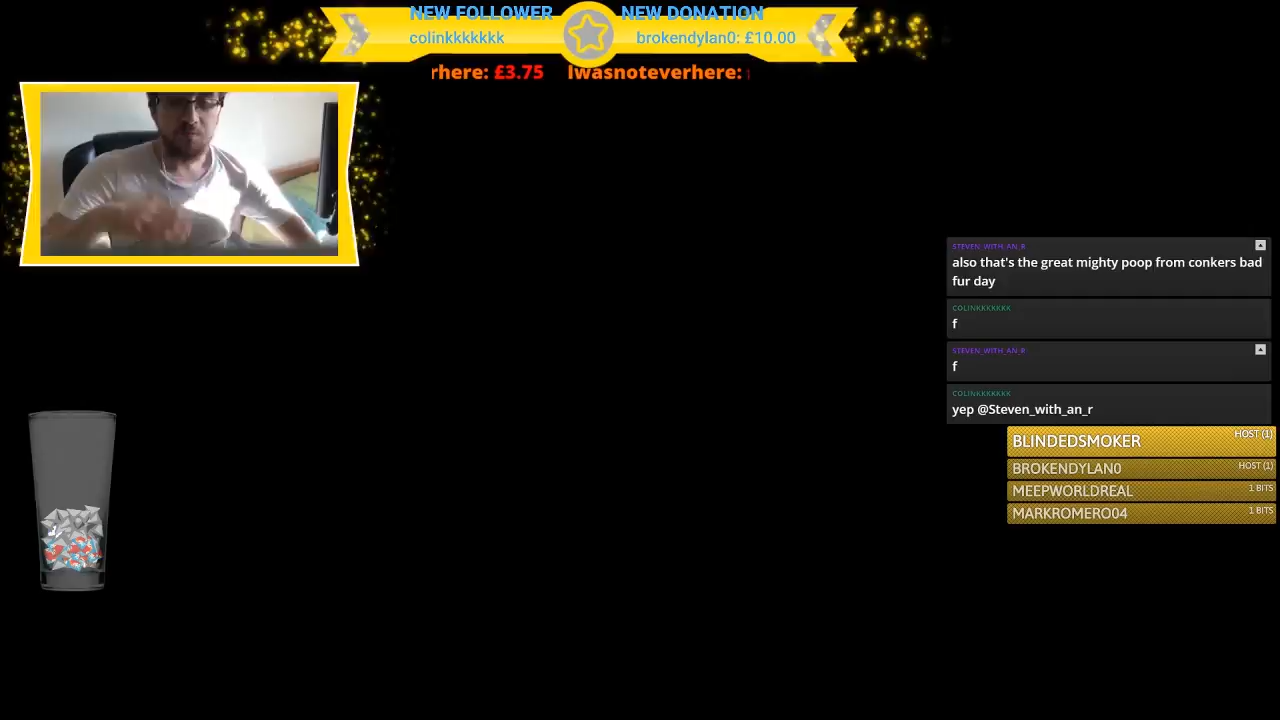 NEW FOLLOWER NEW DONATION
colinkkkkkkk brokendylan0: £10.00
here: £3.75 Iwasnoteverhere:
STEVEN_WITH_AN_R
also that's the great mighty poop from conkers bad
fur day
COLINKKKKKKK
f
STEVEN_WITH_AN_R
f
COLINKKKKKKK
yep @Steven_with_an_r
BLINDEDSMOKER HOST (1)
BROKENDYLAN0 HOST (1)
MEEPWORLDREAL 1 BITS
MARKROMERO04 1 BITS